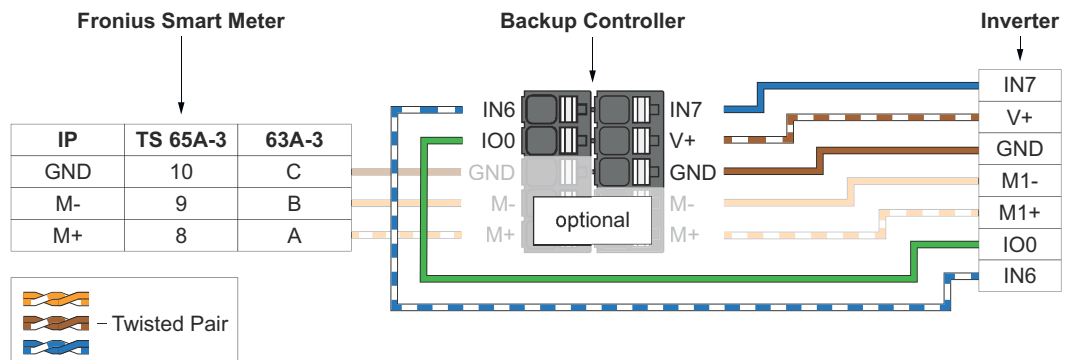 Fronius Smart Meter
Backup Controller
Inverter
IP TS 65A-3 63A-3
GND 10 C
M- 9 B
M+ 8 A
IN6 IN7
IO0 V+
GND GND
M- M-
optional
M+ M+
IN7
V+
GND
M1-
M1+
IO0
IN6
Twisted Pair